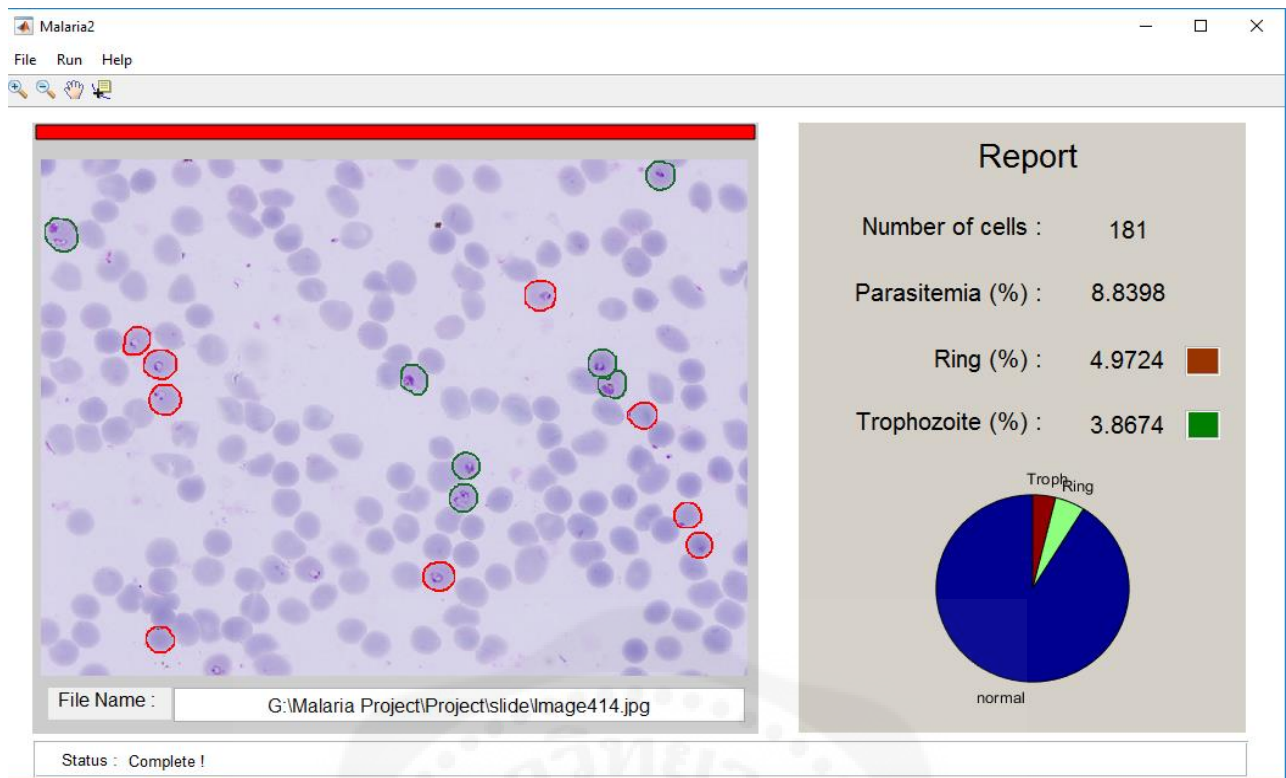 Malaria2
File Run Help
Report
Number of cells : 181
Parasitemia (%) : 8.8398
Ring (%) : 4.9724
Trophozoite (%) : 3.8674
Troph
Ring
normal
File Name : G:\Malaria Project\Project\slide\Image414.jpg
Status : Complete !